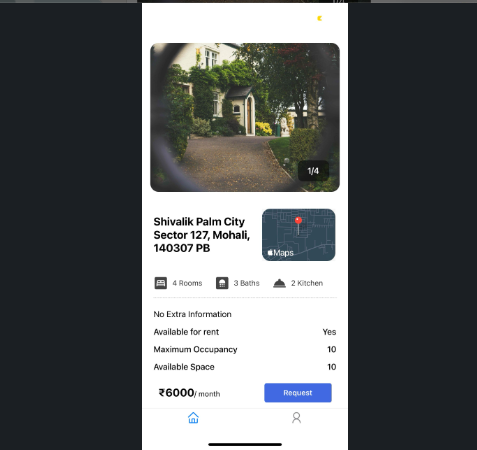 1/4
Shivalik Palm City
Sector 127, Mohali,
140307 PB
Maps
4 Rooms 3 Baths 2 Kitchen
No Extra Information
Available for rent Yes
Maximum Occupancy 10
Available Space 10
₹6000/ month Request